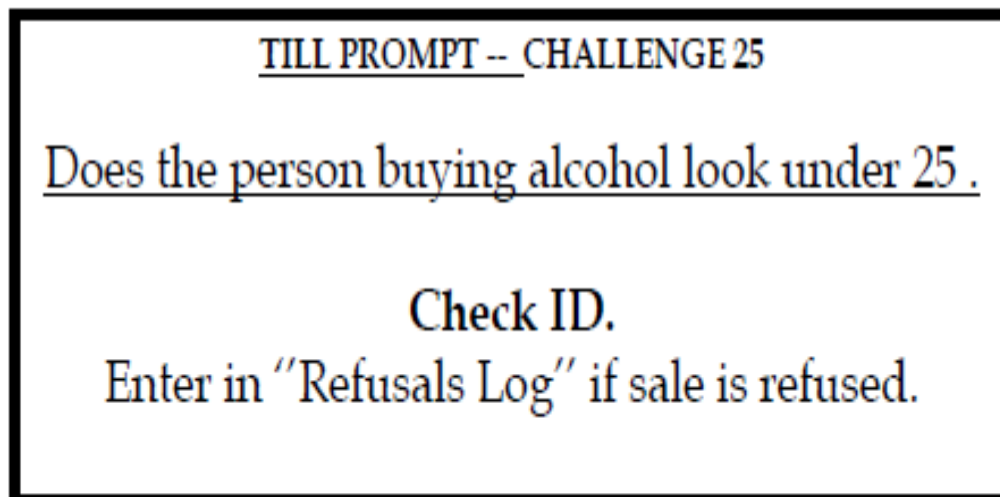 TILL PROMPT -- CHALLENGE 25
Does the person buying alcohol look under 25 .
Check ID.
Enter in ″Refusals Log″ if sale is refused.